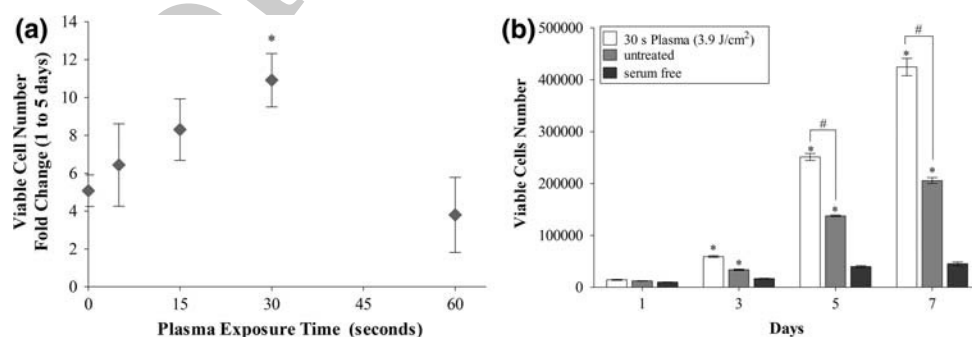 (a)
14
12
10
8
6
4
2
0
*
0 15 30 45 60
Viable Cell Number
Fold Change (1 to 5 days)
Plasma Exposure Time (seconds)
(b)
500000
400000
300000
200000
100000
0
Viable Cells Number
30 s Plasma (3.9 J/cm²)
untreated
serum free
* *
# * *
# * *
1 3 5 7
Days